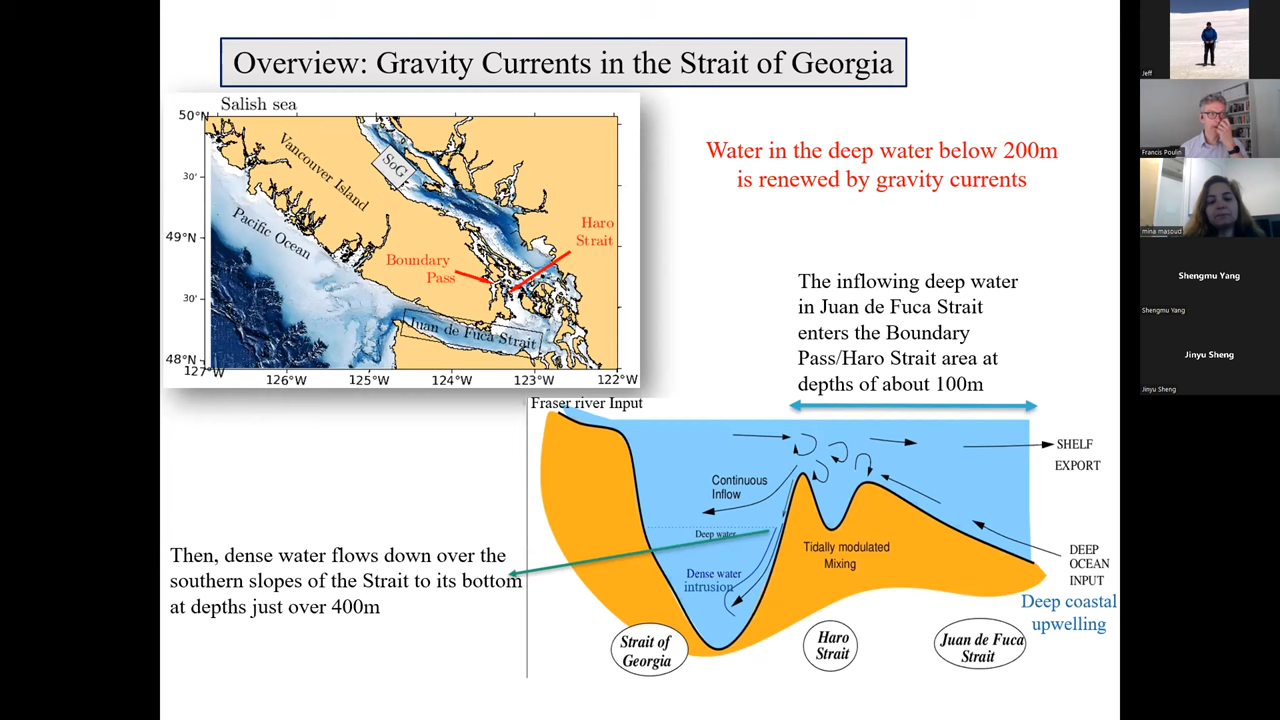 Overview: Gravity Currents in the Strait of Georgia
Salish sea
50°N
30'
49°N
30'
48°N
127°W
126°W
125°W
124°W
123°W
122°W
Vancouver Island
SoG
Pacific Ocean
Haro
Strait
Boundary
Pass
Juan de Fuca Strait
Water in the deep water below 200m
is renewed by gravity currents
The inflowing deep water
in Juan de Fuca Strait
enters the Boundary
Pass/Haro Strait area at
depths of about 100m
Fraser river Input
SHELF
EXPORT
Continuous
Inflow
Deep water
Tidally modulated
Mixing
Dense water
intrusion
DEEP
OCEAN
INPUT
Deep coastal
upwelling
Then, dense water flows down over the
southern slopes of the Strait to its bottom
at depths just over 400m
Strait of
Georgia
Haro
Strait
Juan de Fuca
Strait
Jeff
Francis Poulin
mina masoud
Shengmu Yang
Shengmu Yang
Jinyu Sheng
Jinyu Sheng